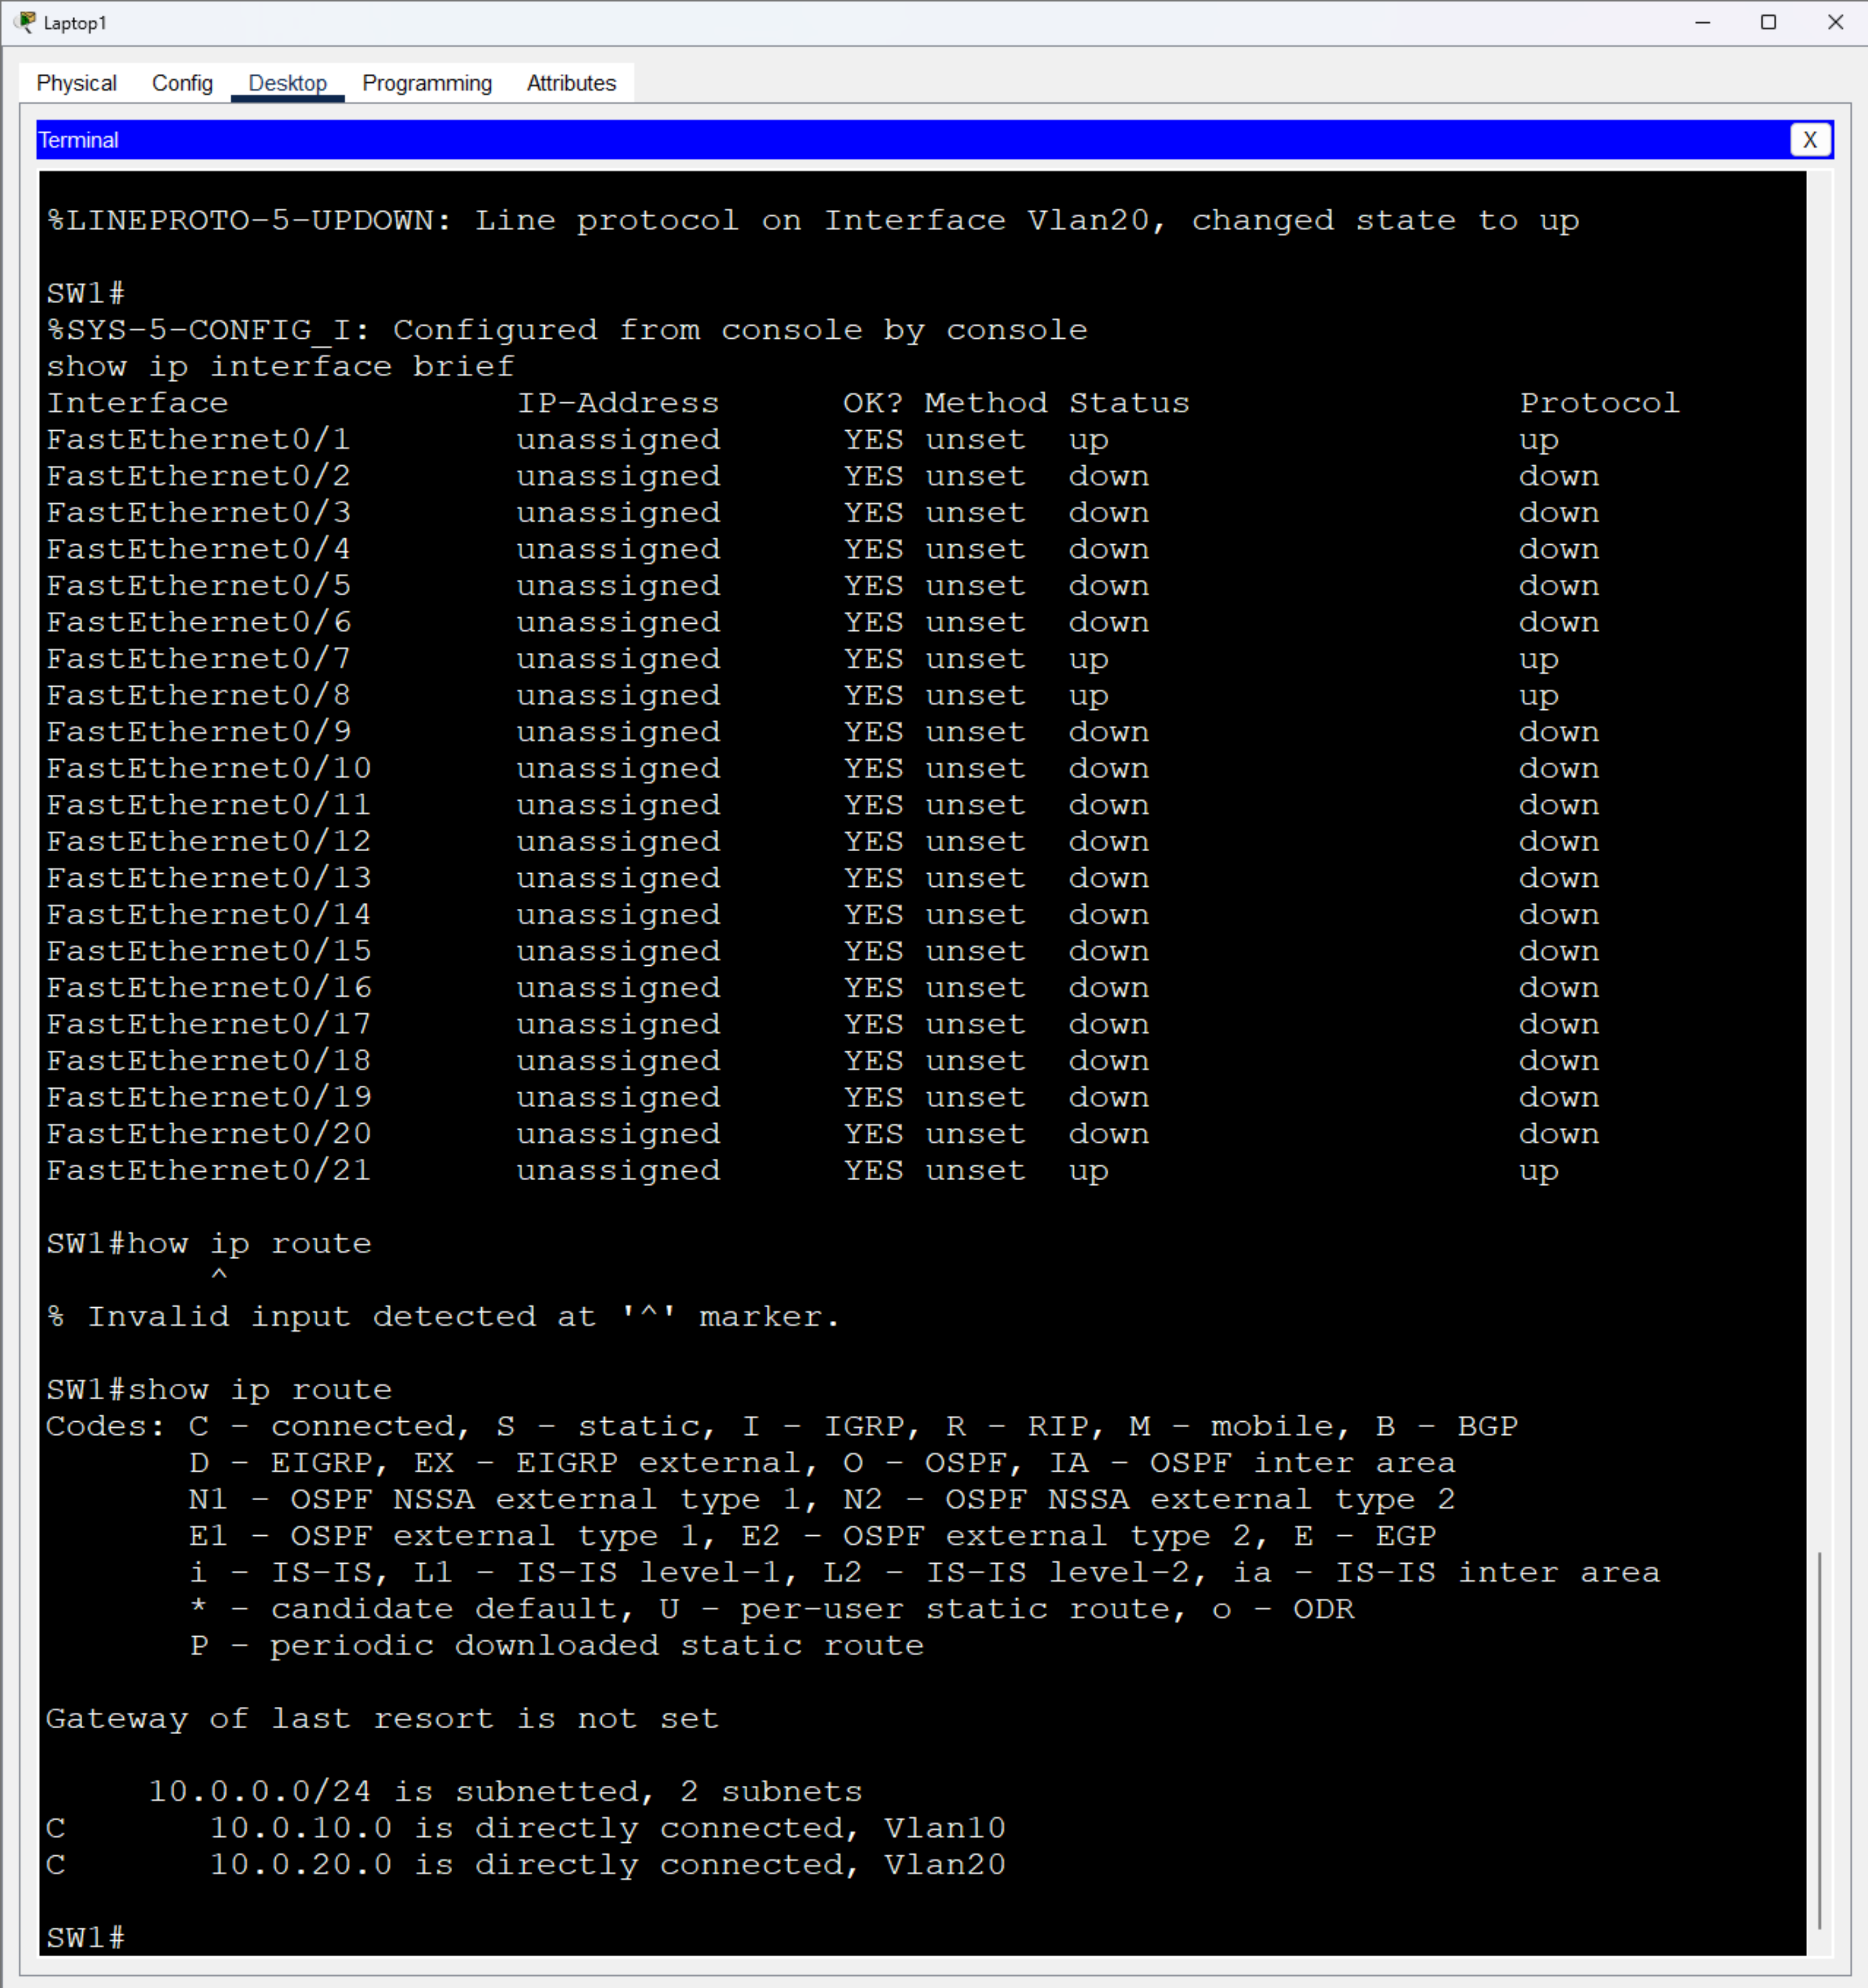 Laptop1
Physical Config Desktop Programming Attributes
Terminal X
%LINEPROTO-5-UPDOWN: Line protocol on Interface Vlan20, changed state to up
SW1#
%SYS-5-CONFIG_I: Configured from console by console
show ip interface brief
Interface IP-Address OK? Method Status Protocol
FastEthernet0/1 unassigned YES unset up up
FastEthernet0/2 unassigned YES unset down down
FastEthernet0/3 unassigned YES unset down down
FastEthernet0/4 unassigned YES unset down down
FastEthernet0/5 unassigned YES unset down down
FastEthernet0/6 unassigned YES unset down down
FastEthernet0/7 unassigned YES unset up up
FastEthernet0/8 unassigned YES unset up up
FastEthernet0/9 unassigned YES unset down down
FastEthernet0/10 unassigned YES unset down down
FastEthernet0/11 unassigned YES unset down down
FastEthernet0/12 unassigned YES unset down down
FastEthernet0/13 unassigned YES unset down down
FastEthernet0/14 unassigned YES unset down down
FastEthernet0/15 unassigned YES unset down down
FastEthernet0/16 unassigned YES unset down down
FastEthernet0/17 unassigned YES unset down down
FastEthernet0/18 unassigned YES unset down down
FastEthernet0/19 unassigned YES unset down down
FastEthernet0/20 unassigned YES unset down down
FastEthernet0/21 unassigned YES unset up up
SW1#how ip route
^
% Invalid input detected at '^' marker.
SW1#show ip route
Codes: C - connected, S - static, I - IGRP, R - RIP, M - mobile, B - BGP
D - EIGRP, EX - EIGRP external, O - OSPF, IA - OSPF inter area
N1 - OSPF NSSA external type 1, N2 - OSPF NSSA external type 2
E1 - OSPF external type 1, E2 - OSPF external type 2, E - EGP
i - IS-IS, L1 - IS-IS level-1, L2 - IS-IS level-2, ia - IS-IS inter area
* - candidate default, U - per-user static route, o - ODR
P - periodic downloaded static route
Gateway of last resort is not set
10.0.0.0/24 is subnetted, 2 subnets
C 10.0.10.0 is directly connected, Vlan10
C 10.0.20.0 is directly connected, Vlan20
SW1#